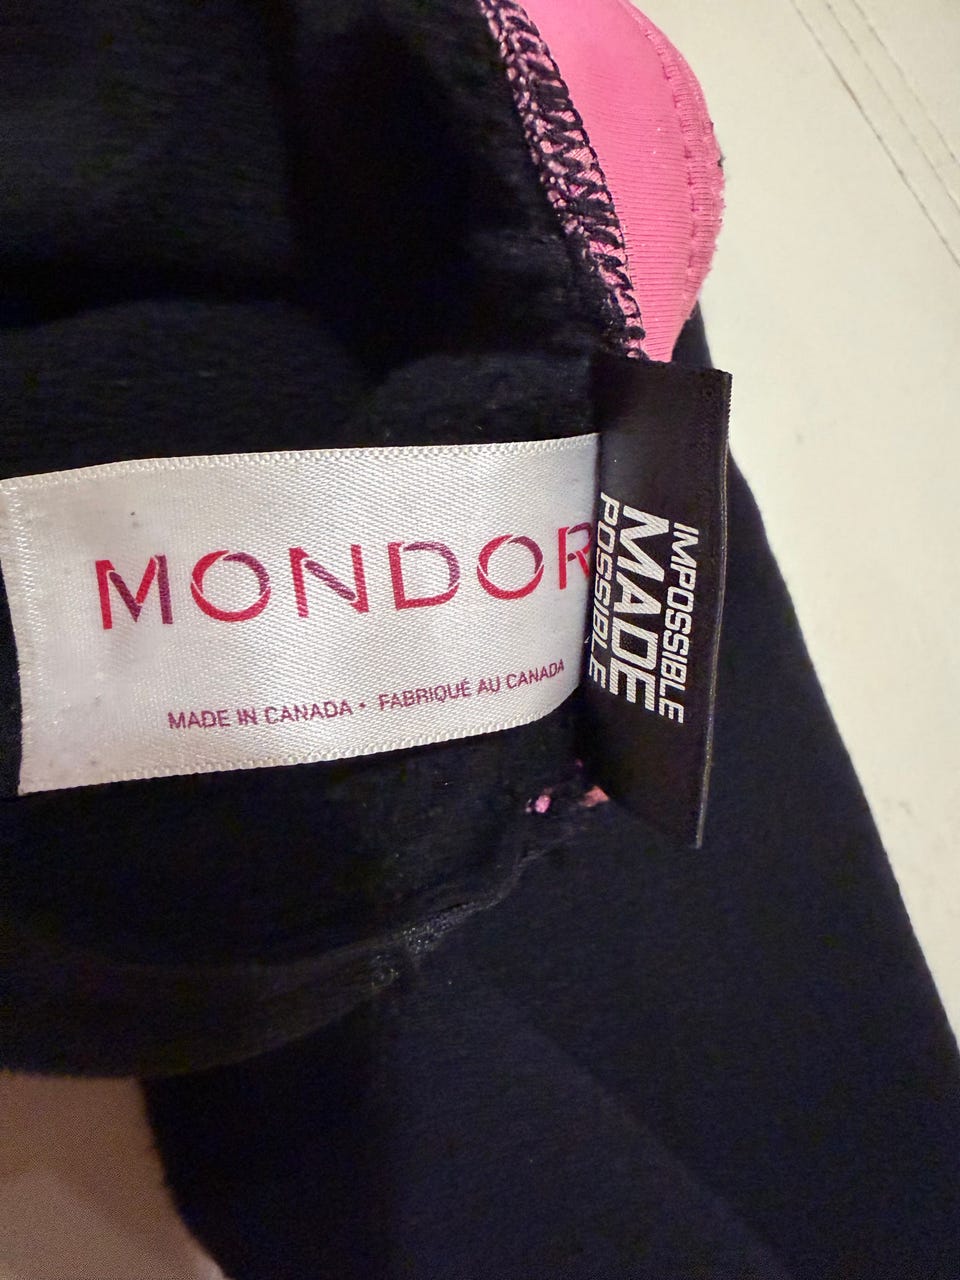 MONDOR
MADE IN CANADA • FABRIQUÉ AU CANADA
IMPOSSIBLE
MADE
POSSIBLE